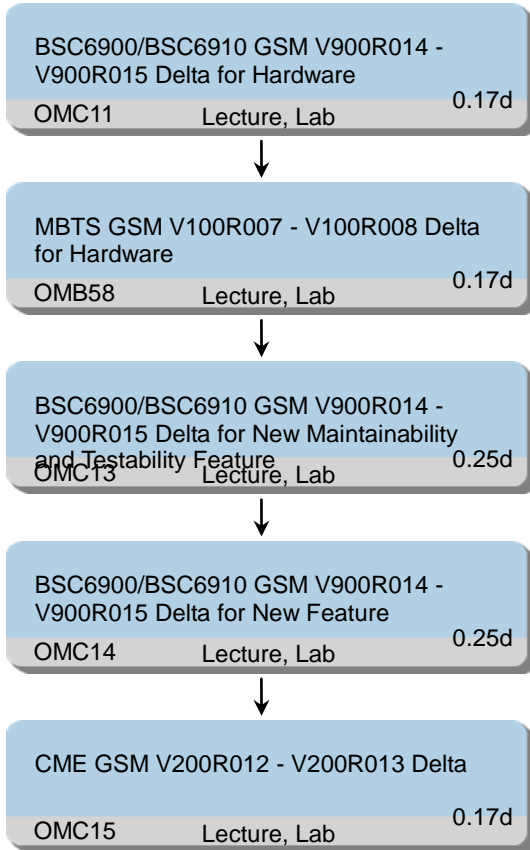 BSC6900/BSC6910 GSM V900R014 -
V900R015 Delta for Hardware
0.17d
OMC11 Lecture, Lab
MBTS GSM V100R007 - V100R008 Delta
for Hardware
0.17d
OMB58 Lecture, Lab
BSC6900/BSC6910 GSM V900R014 -
V900R015 Delta for New Maintainability
and Testability Feature
0.25d
OMC13 Lecture, Lab
BSC6900/BSC6910 GSM V900R014 -
V900R015 Delta for New Feature
0.25d
OMC14 Lecture, Lab
CME GSM V200R012 - V200R013 Delta
0.17d
OMC15 Lecture, Lab